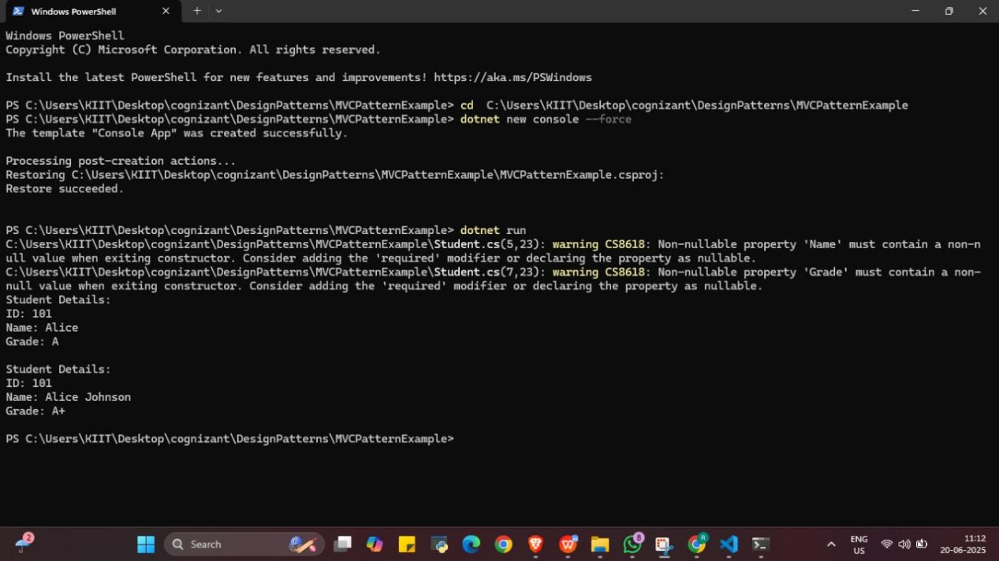 Windows PowerShell
Windows PowerShell
Copyright (C) Microsoft Corporation. All rights reserved.
Install the latest PowerShell for new features and improvements! https://aka.ms/PSWindows
PS C:\Users\KIIT\Desktop\cognizant\DesignPatterns\MVCPatternExample> cd  C:\Users\KIIT\Desktop\cognizant\DesignPatterns\MVCPatternExample
PS C:\Users\KIIT\Desktop\cognizant\DesignPatterns\MVCPatternExample> dotnet new console --force
The template "Console App" was created successfully.
Processing post-creation actions...
Restoring C:\Users\KIIT\Desktop\cognizant\DesignPatterns\MVCPatternExample\MVCPatternExample.csproj:
Restore succeeded.
PS C:\Users\KIIT\Desktop\cognizant\DesignPatterns\MVCPatternExample> dotnet run
C:\Users\KIIT\Desktop\cognizant\DesignPatterns\MVCPatternExample\Student.cs(5,23): warning CS8618: Non-nullable property 'Name' must contain a non-n
ull value when exiting constructor. Consider adding the 'required' modifier or declaring the property as nullable.
C:\Users\KIIT\Desktop\cognizant\DesignPatterns\MVCPatternExample\Student.cs(7,23): warning CS8618: Non-nullable property 'Grade' must contain a non-
null value when exiting constructor. Consider adding the 'required' modifier or declaring the property as nullable.
Student Details:
ID: 101
Name: Alice
Grade: A
Student Details:
ID: 101
Name: Alice Johnson
Grade: A+
PS C:\Users\KIIT\Desktop\cognizant\DesignPatterns\MVCPatternExample>
2
Search
8
R
ENG
US
11:12
20-06-2025